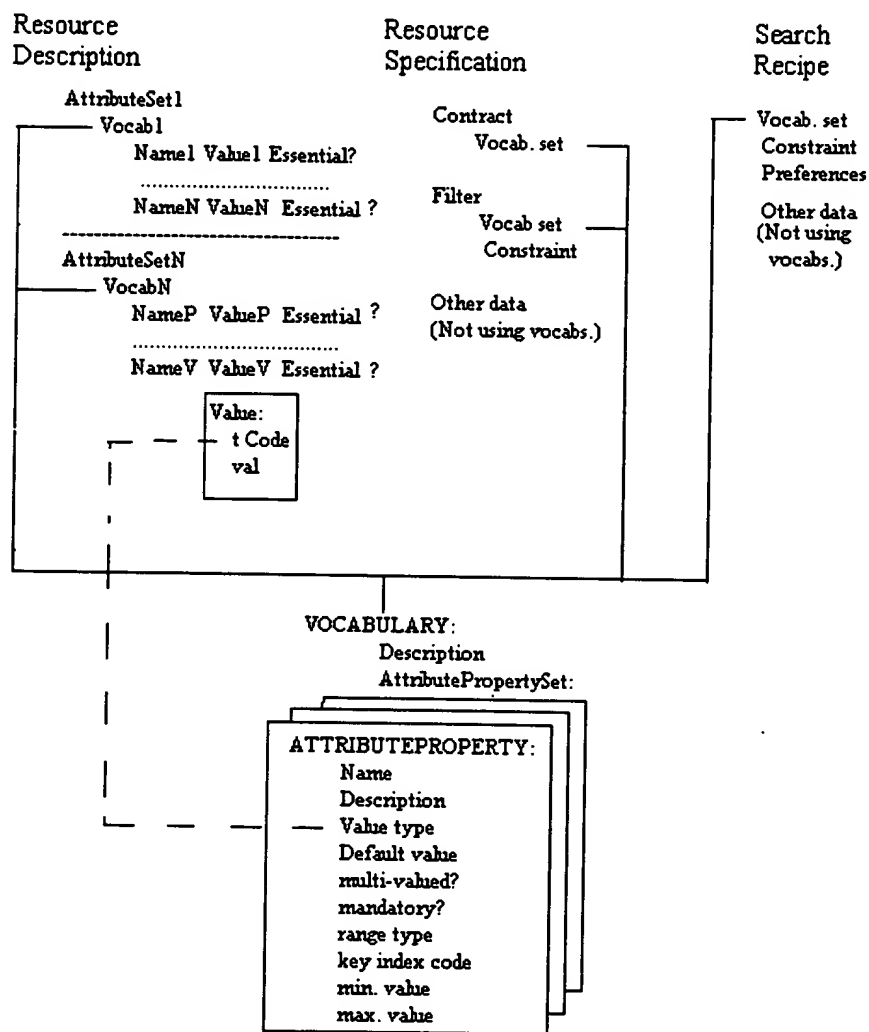 Resource
Description
AttributeSet1
Vocab1
Name1 Value1 Essential?
................................
NameN ValueN Essential ?
AttributeSetN
VocabN
NameP ValueP Essential ?
................................
NameV ValueV Essential ?
Value:
t Code
val
Resource
Specification
Contract
Vocab. set
Filter
Vocab set
Constraint
Other data
(Not using vocabs.)
Search
Recipe
Vocab. set
Constraint
Preferences
Other data
(Not using
vocabs.)
VOCABULARY:
Description
AttributePropertySet:
ATTRIBUTEPROPERTY:
Name
Description
Value type
Default value
multi-valued?
mandatory?
range type
key index code
min. value
max. value